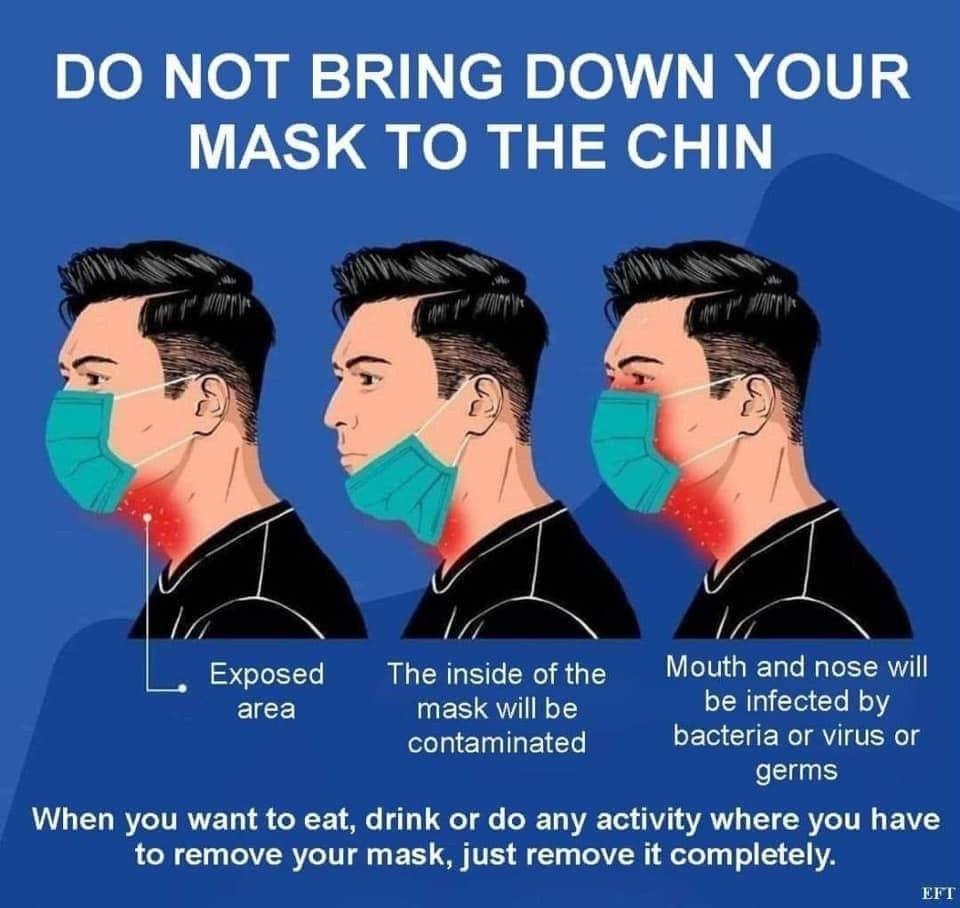 DO NOT BRING DOWN YOUR
MASK TO THE CHIN
Exposed
area
The inside of the
mask will be
contaminated
Mouth and nose will
be infected by
bacteria or virus or
germs
When you want to eat, drink or do any activity where you have
to remove your mask, just remove it completely.
EFT